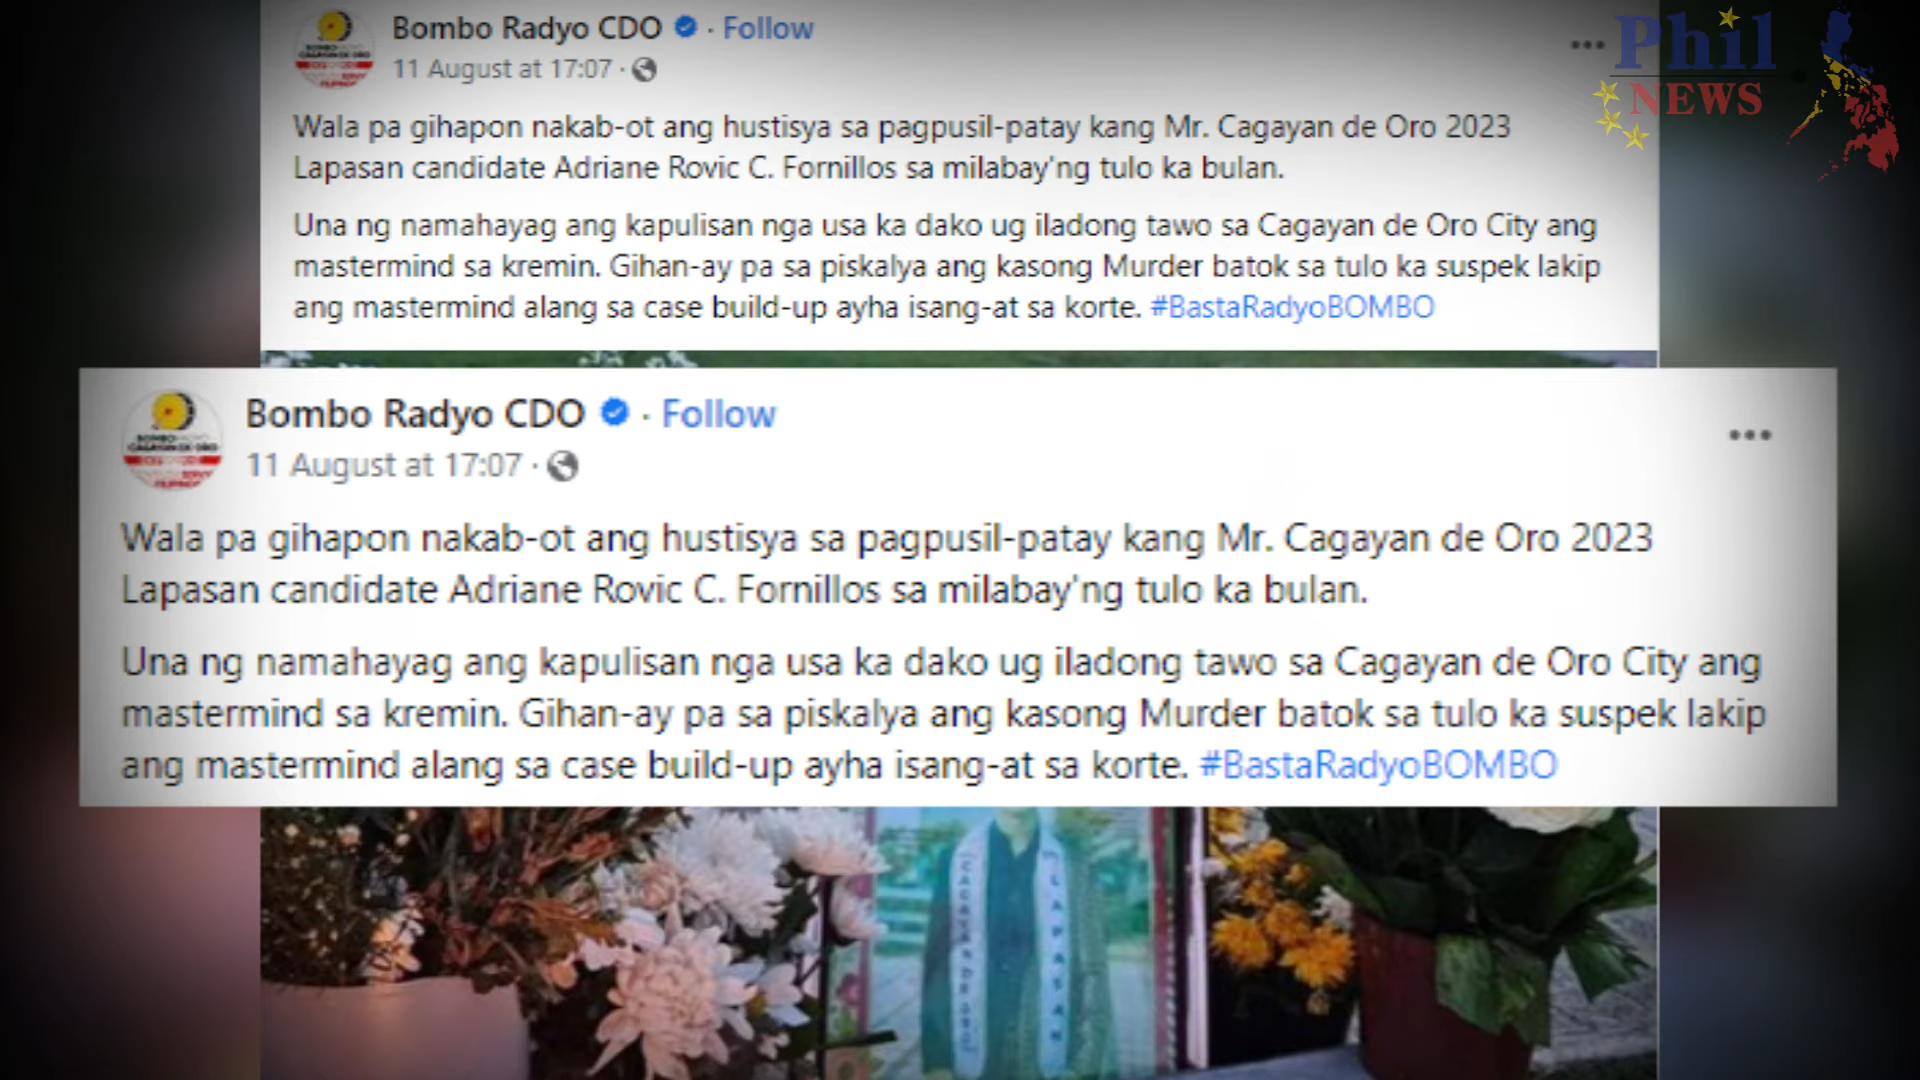 Bombo Radyo CDO · Follow
11 August at 17:07 ·
Phil
NEWS
Wala pa gihapon nakab-ot ang hustisya sa pagpusil-patay kang Mr. Cagayan de Oro 2023
Lapasan candidate Adriane Rovic C. Fornillos sa milabay'ng tulo ka bulan.
Una ng namahayag ang kapulisan nga usa ka dako ug iladong tawo sa Cagayan de Oro City ang
mastermind sa kremin. Gihan-ay pa sa piskalya ang kasong Murder batok sa tulo ka suspek lakip
ang mastermind alang sa case build-up ayha isang-at sa korte. #BastaRadyoBOMBO
Bombo Radyo CDO · Follow
11 August at 17:07 ·
Wala pa gihapon nakab-ot ang hustisya sa pagpusil-patay kang Mr. Cagayan de Oro 2023
Lapasan candidate Adriane Rovic C. Fornillos sa milabay'ng tulo ka bulan.
Una ng namahayag ang kapulisan nga usa ka dako ug iladong tawo sa Cagayan de Oro City ang
mastermind sa kremin. Gihan-ay pa sa piskalya ang kasong Murder batok sa tulo ka suspek lakip
ang mastermind alang sa case build-up ayha isang-at sa korte. #BastaRadyoBOMBO
CAGAYAN DE ORO
LAPASAN